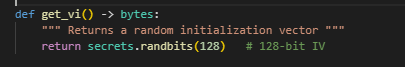 def get_vi() -> bytes:
    """ Returns a random initialization vector """
    return secrets.randbits(128)   # 128-bit IV